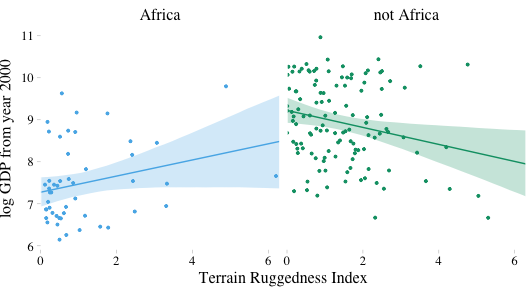 Africa
not Africa
log GDP from year 2000
11
10
9
8
7
6
0 2 4 6 0 2 4 6
Terrain Ruggedness Index